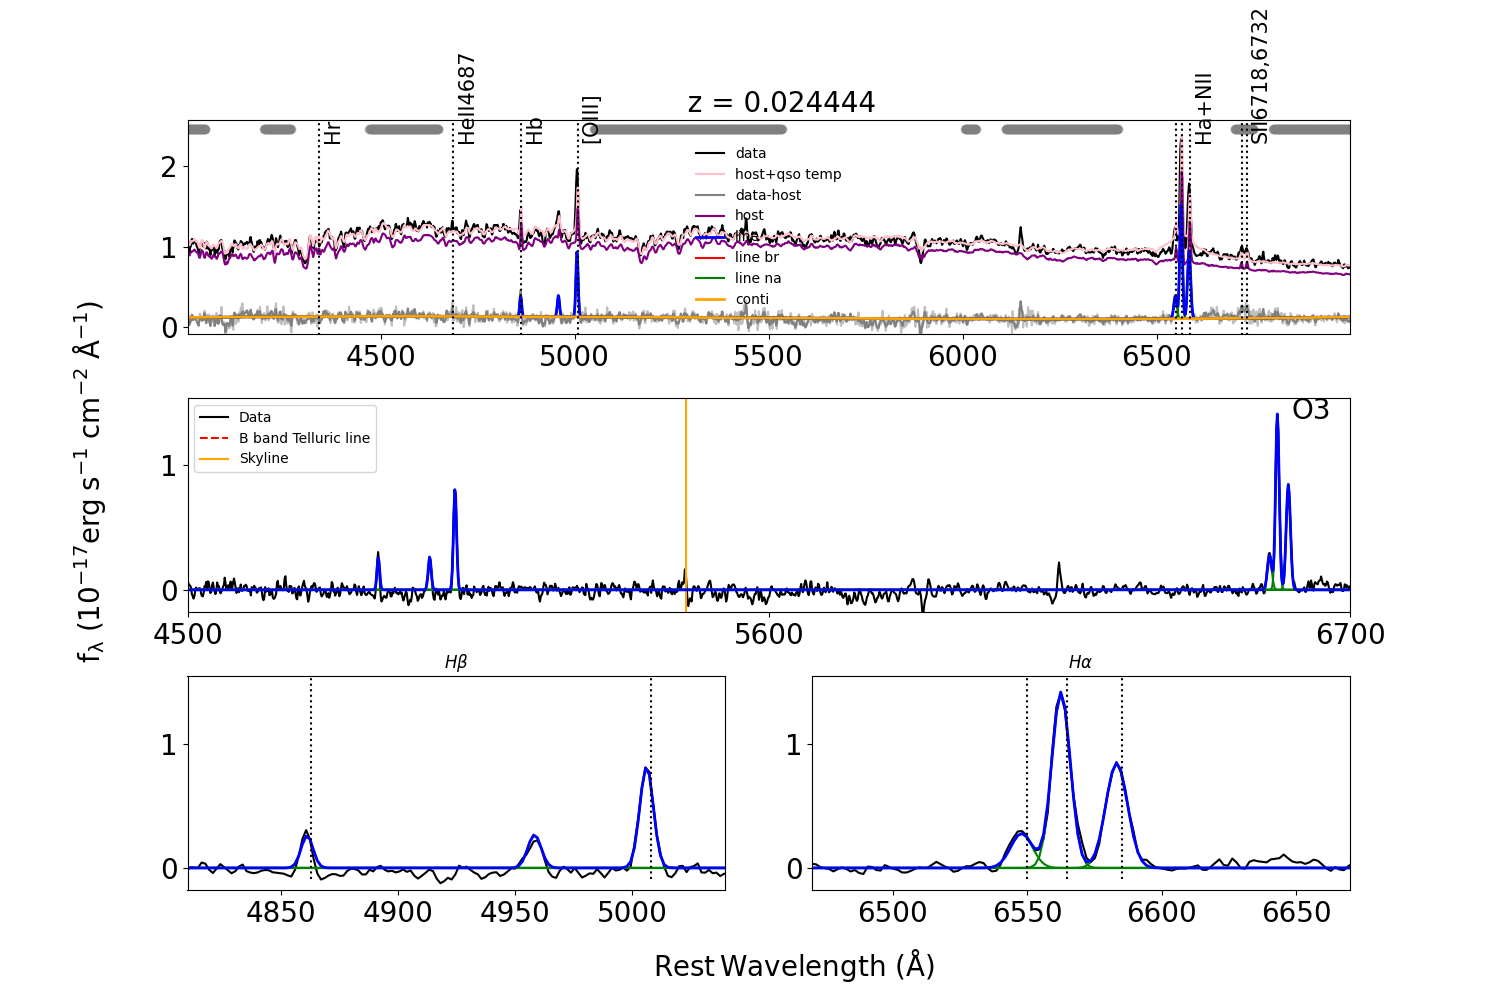 z = 0.024444
Hr
HeII4687
Hb
[OIII]
Ha+NII
SII6718,6732
data
host+qso temp
data-host
host
line
line br
line na
conti
2
1
0
4500 5000 5500 6000 6500
Data
B band Telluric line
Skyline
O3
1
0
4500 5600 6700
fλ (10−17erg s−1 cm−2 Å−1)
Hβ
Hα
1
0
4850 4900 4950 5000
1
0
6500 6550 6600 6650
Rest Wavelength (Å)